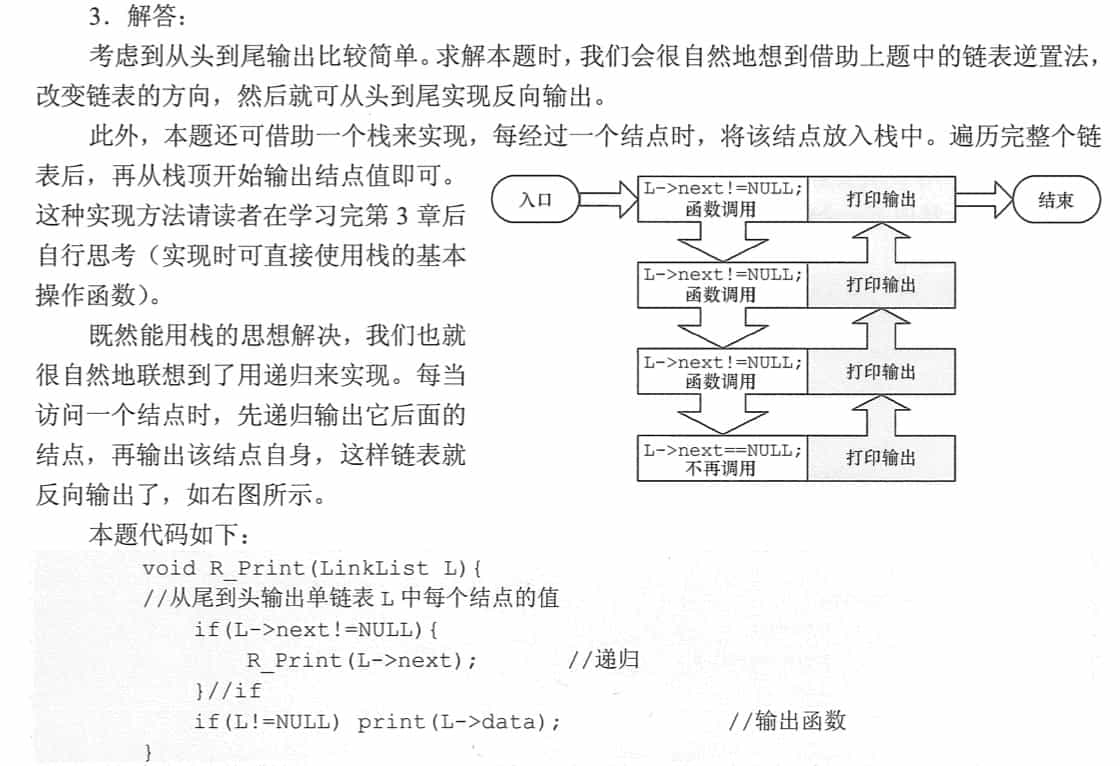 3．解答：
考虑到从头到尾输出比较简单。求解本题时，我们会很自然地想到借助上题中的链表逆置法，
改变链表的方向，然后就可从头到尾实现反向输出。
此外，本题还可借助一个栈来实现，每经过一个结点时，将该结点放入栈中。遍历完整个链
表后，再从栈顶开始输出结点值即可。
这种实现方法请读者在学习完第 3 章后
自行思考（实现时可直接使用栈的基本
操作函数）。
既然能用栈的思想解决，我们也就
很自然地联想到了用递归来实现。每当
访问一个结点时，先递归输出它后面的
结点，再输出该结点自身，这样链表就
反向输出了，如右图所示。
入口
L->next!=NULL;
函数调用
打印输出
结束
L->next!=NULL;
函数调用
打印输出
L->next!=NULL;
函数调用
打印输出
L->next==NULL;
不再调用
打印输出
本题代码如下：
void R_Print(LinkList L){
//从尾到头输出单链表 L 中每个结点的值
if(L->next!=NULL){
R_Print(L->next); //递归
}//if
if(L!=NULL) print(L->data); //输出函数
}